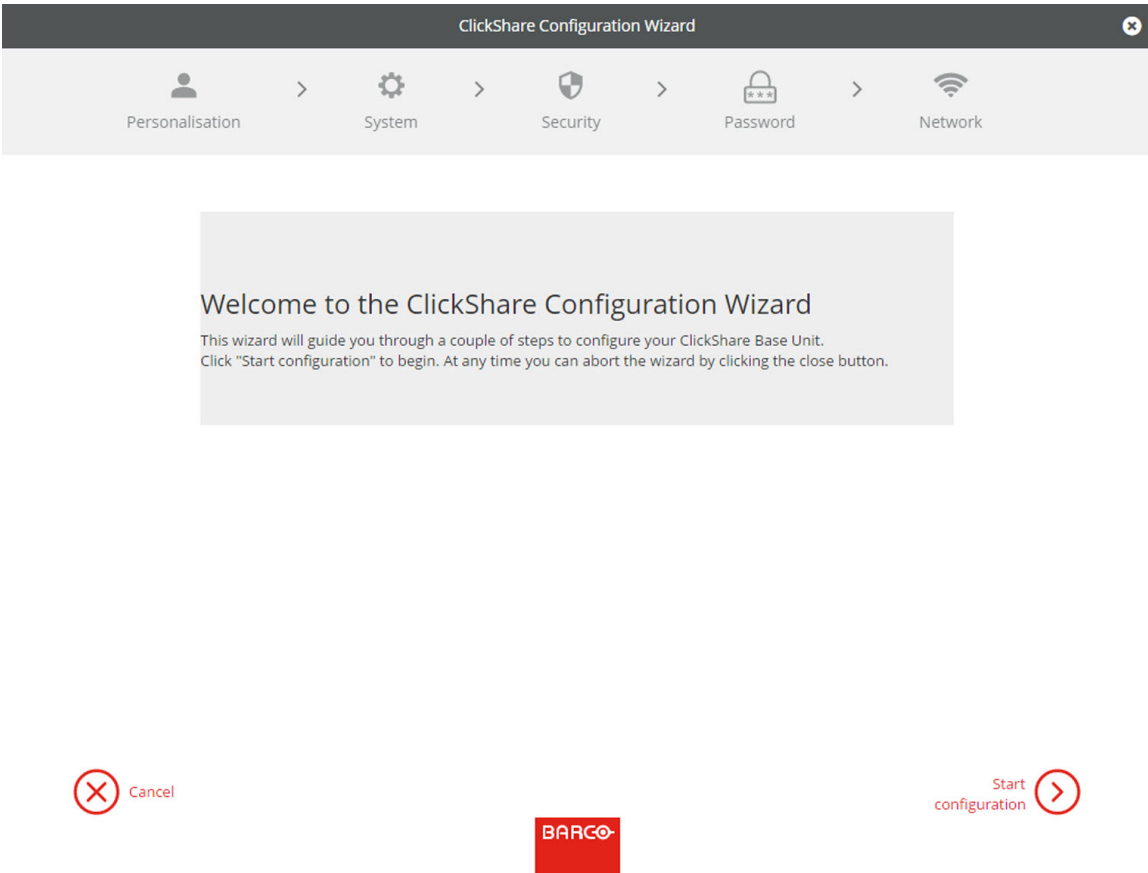 ClickShare Configuration Wizard
Personalisation
System
Security
***
Password
Network
Welcome to the ClickShare Configuration Wizard
This wizard will guide you through a couple of steps to configure your ClickShare Base Unit.
Click "Start configuration" to begin. At any time you can abort the wizard by clicking the close button.
Cancel
Start
configuration
BARCO